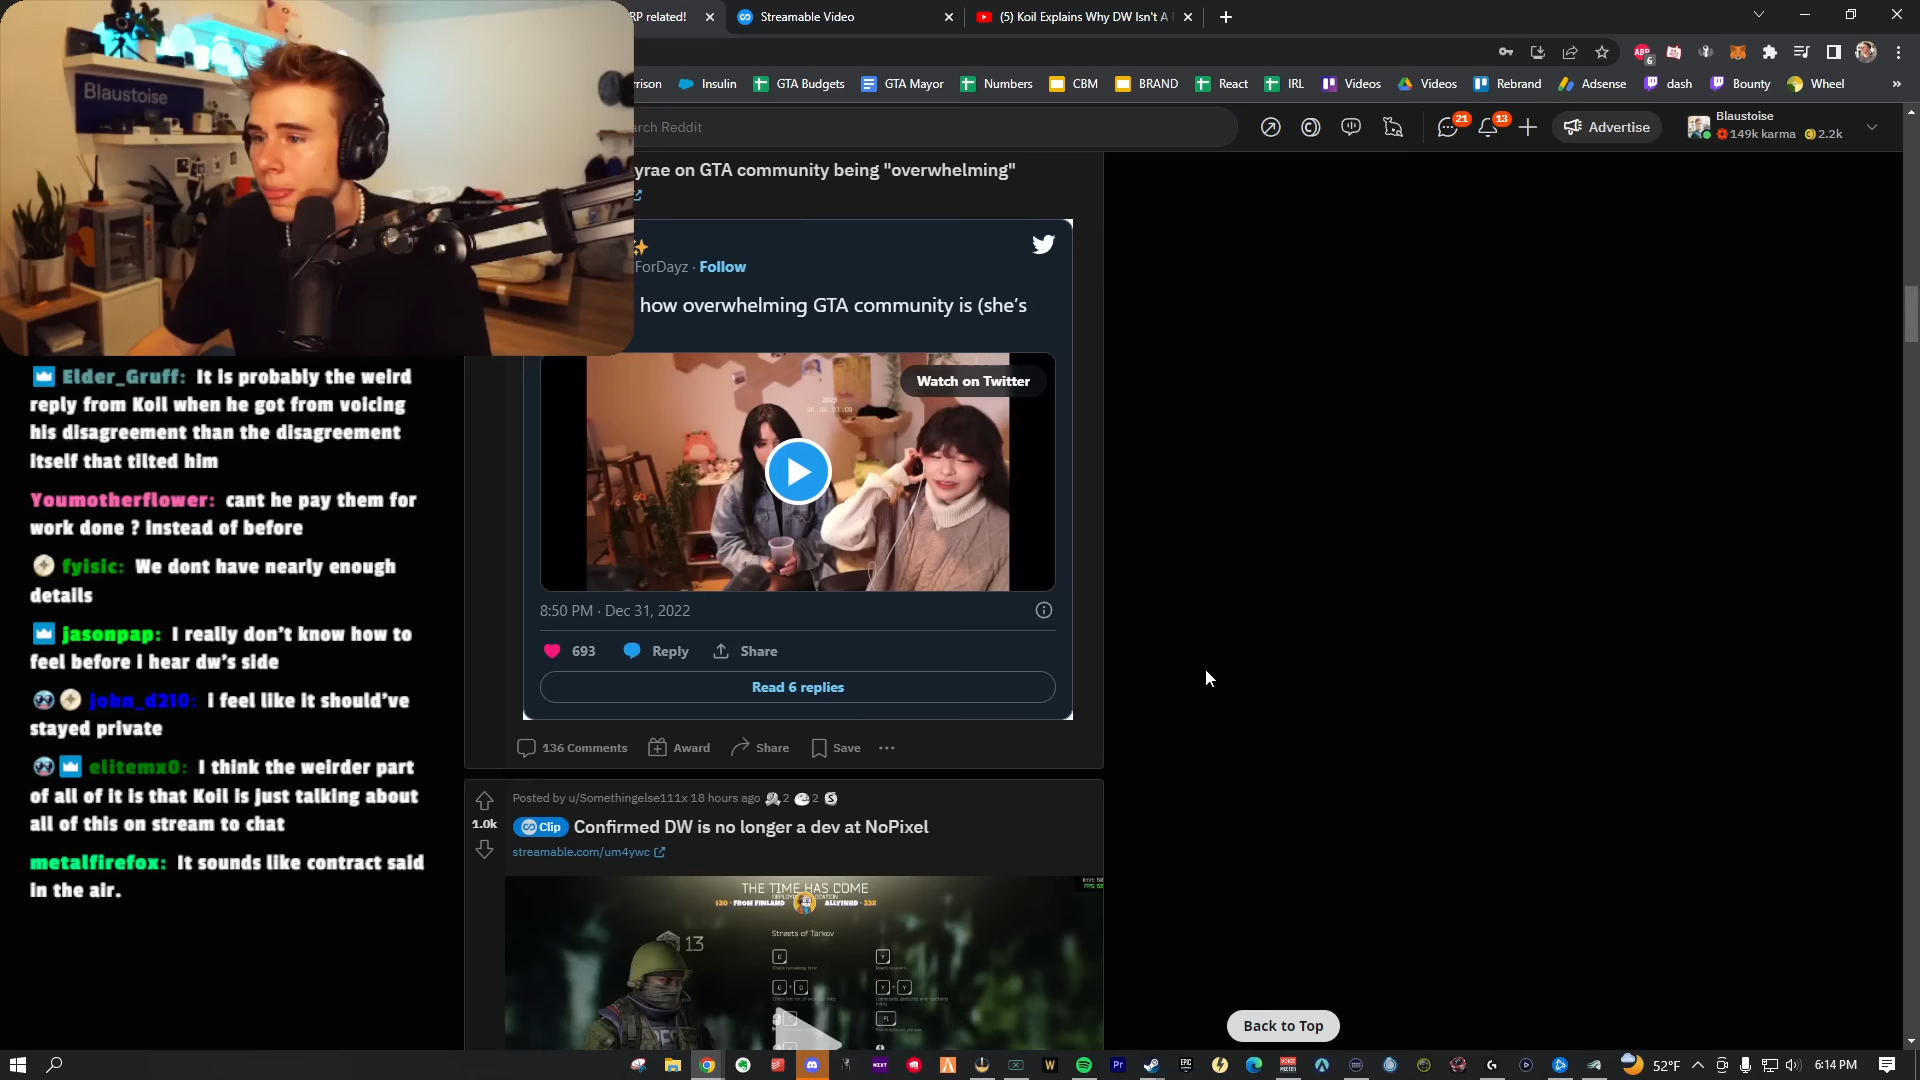 RP related!
Streamable Video
(5) Koil Explains Why DW Isn't A
rrison
Insulin
GTA Budgets
GTA Mayor
Numbers
CBM
BRAND
React
IRL
Videos
Videos
Rebrand
Adsense
dash
Bounty
Wheel
»
Blaustoise
arch Reddit
21
13
Advertise
Blaustoise
149k karma
2.2k
yrae on GTA community being "overwhelming"
ForDayz · Follow
how overwhelming GTA community is (she's
Watch on Twitter
8:50 PM · Dec 31, 2022
693
Reply
Share
Read 6 replies
136 Comments
Award
Share
Save
Elder_Gruff: It is probably the weird
reply from Koil when he got from voicing
his disagreement than the disagreement
itself that tilted him
Youmotherflower: cant he pay them for
work done ? instead of before
fyisic: We dont have nearly enough
details
jasonpap: I really don't know how to
feel before I hear dw's side
john_d210: i feel like it should've
stayed private
elitemx0: I think the weirder part
of all of it is that Koil is just talking about
all of this on stream to chat
metalfirefox: It sounds like contract said
in the air.
Posted by u/Somethingelse111x 18 hours ago
2
2
1.0k
Clip
Confirmed DW is no longer a dev at NoPixel
streamable.com/um4ywc
THE TIME HAS COME
$30 · FROM FINLAND
13
Streets of Tarkov
Back to Top
52°F
6:14 PM